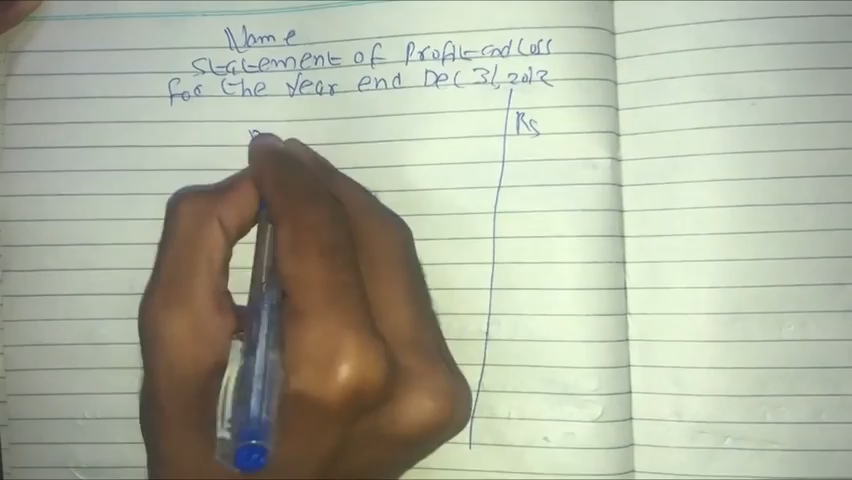 Name
Statement of Profit and Loss
for the Year end Dec 31, 2012
Rs